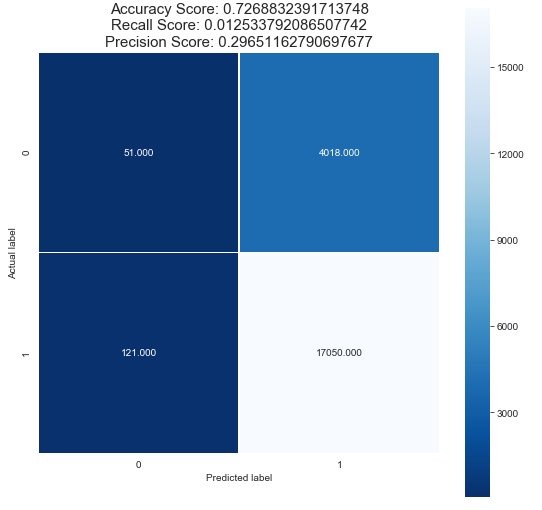 Accuracy Score: 0.7268832391713748
Recall Score: 0.012533792086507742
Precision Score: 0.29651162790697677
51.000
4018.000
121.000
17050.000
0
1
Actual label
0
1
Predicted label
15000
12000
9000
6000
3000